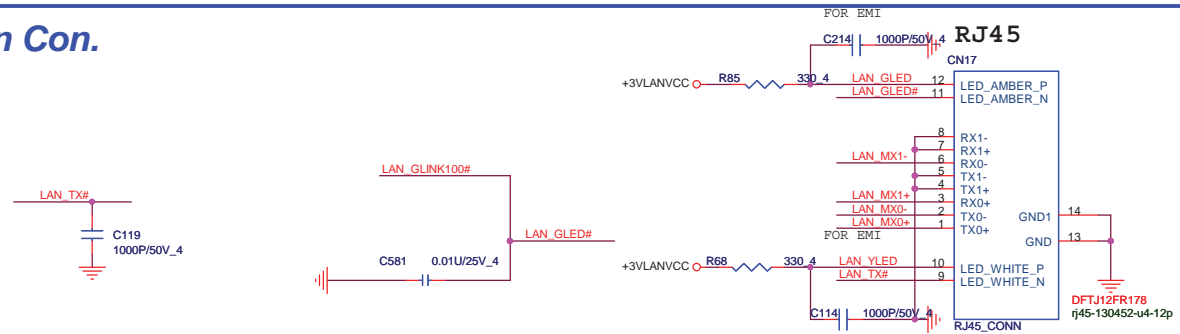 n Con.
FOR EMI
C214 1000P/50V_4
RJ45
CN17
+3VLANVCC R85 330_4 LAN_GLED 12 LED_AMBER_P
LAN_GLED# 11 LED_AMBER_N
8 RX1-
7 RX1+
LAN_MX1- 6 RX0-
5 TX1-
4 TX1+
LAN_MX1+ 3 RX0+
LAN_MX0- 2 TX0- GND1 14
LAN_MX0+ 1 TX0+
GND 13
LAN_GLINK100#
LAN_TX#
C119
1000P/50V_4
LAN_GLED#
C581 0.01U/25V_4
FOR EMI
+3VLANVCC R68 330_4 LAN_YLED 10 LED_WHITE_P
LAN_TX# 9 LED_WHITE_N
C114 1000P/50V_4
RJ45_CONN
DFTJ12FR178
rj45-130452-u4-12p